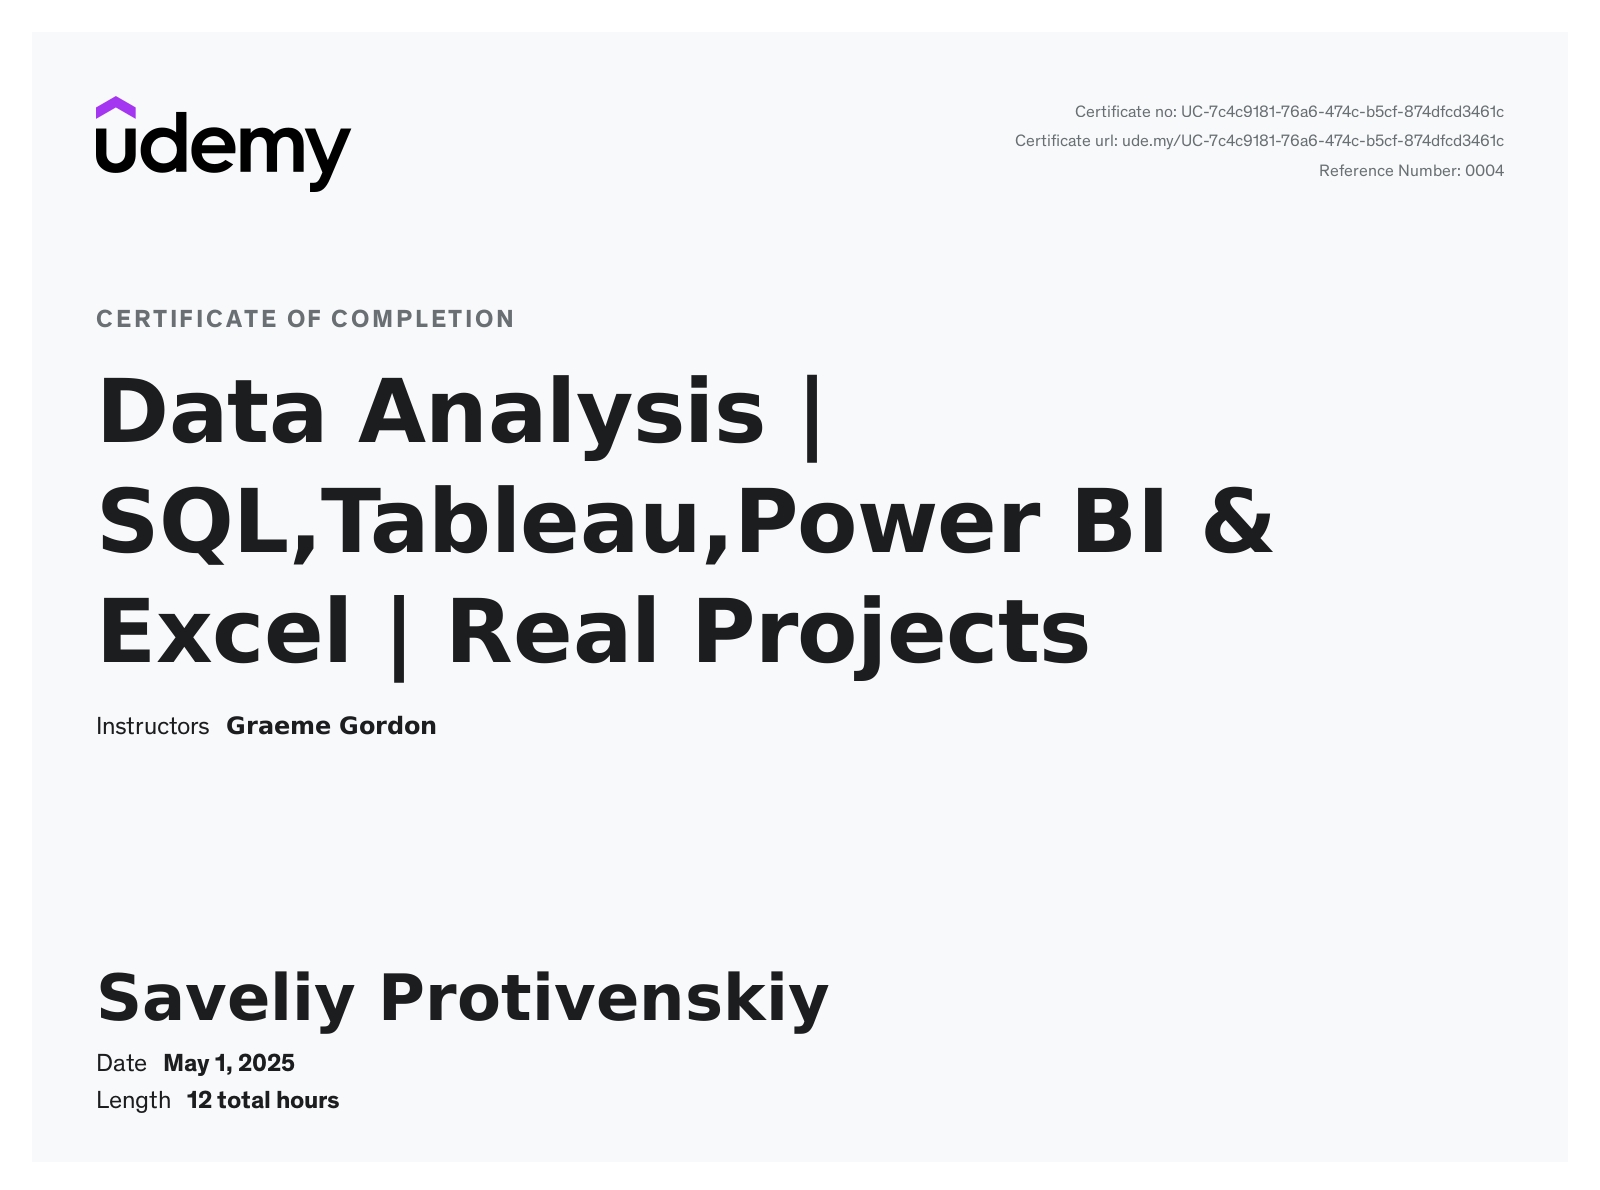 udemy
Certificate no: UC-7c4c9181-76a6-474c-b5cf-874dfcd3461c
Certificate url: ude.my/UC-7c4c9181-76a6-474c-b5cf-874dfcd3461c
Reference Number: 0004
CERTIFICATE OF COMPLETION
Data Analysis |
SQL,Tableau,Power BI &
Excel | Real Projects
Instructors Graeme Gordon
Saveliy Protivenskiy
Date May 1, 2025
Length 12 total hours